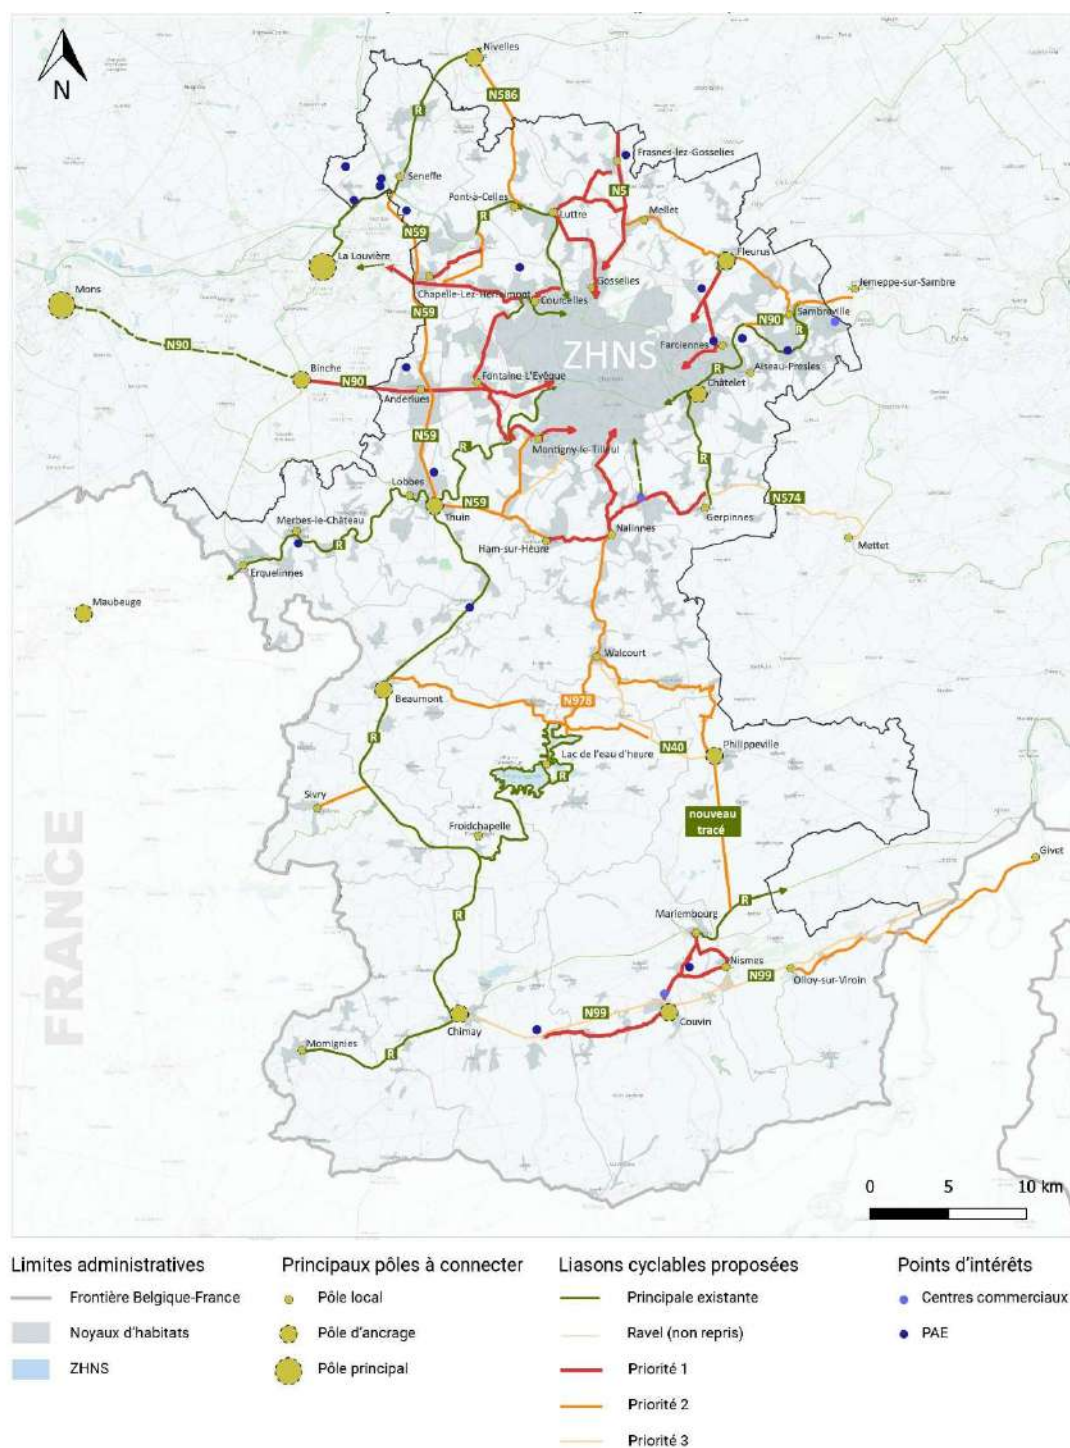 Nivelles
N
N586
R
Frasnes-lez-Gosselies
Seneffe
N5
Pont-à-Celles
R
Luttre
Mellet
N59
La Louvière
Fleurus
Mons
Gosselies
Jemeppe-sur-Sambre
Chapelle-Lez-Herlaimont
Courcelles
N59
Sambreville
N90
R
N90
ZHNS
Farciennes
R
Aiseau-Presles
Binche
N90
Fontaine-L'Evêque
Châtelet
Anderlues
N59
R
Montigny-le-Tilleul
R
Lobbes
N59
Thuin
N574
Gerpinnes
Merbes-le-Château
R
Ham-sur-Heure
Nalinnes
Mettet
Erquelinnes
Maubeuge
Walcourt
Beaumont
N978
R
N40
Philippeville
Lac de l'eau d'heure
R
Sivry
nouveau
tracé
Froidchapelle
Givet
FRANCE
R
R
Mariembourg
Nismes
N99
Olloy-sur-Viroin
N99
Chimay
Couvin
Momignies
R
0 5 10 km
Limites administratives
Frontière Belgique-France
Noyaux d'habitats
ZHNS
Principaux pôles à connecter
Pôle local
Pôle d'ancrage
Pôle principal
Liasons cyclables proposées
Principale existante
Ravel (non repris)
Priorité 1
Priorité 2
Priorité 3
Points d'intérêts
Centres commerciaux
PAE